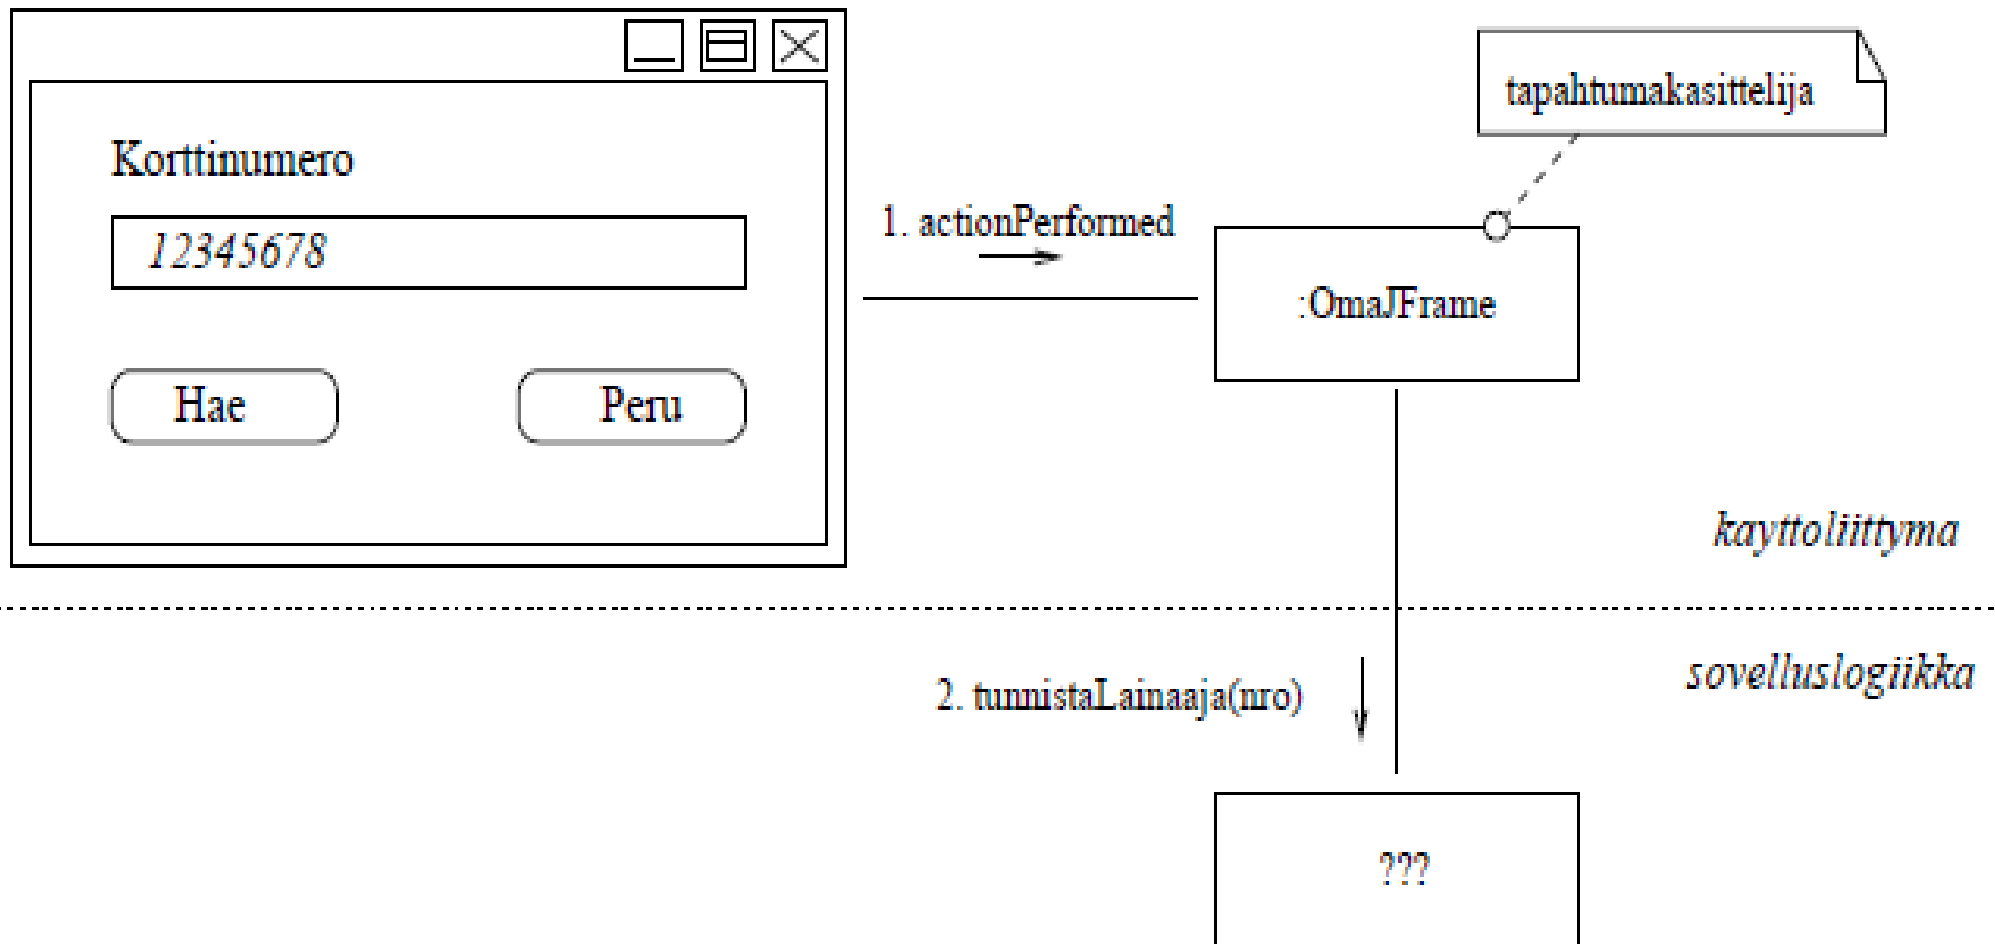 tapahtumakasittelija
Korttinumero
12345678
1. actionPerformed
:OmaJFrame
Hae
Peru
kayttoliittyma
sovelluslogiikka
2. tunnistaLainaaja(nro)
???